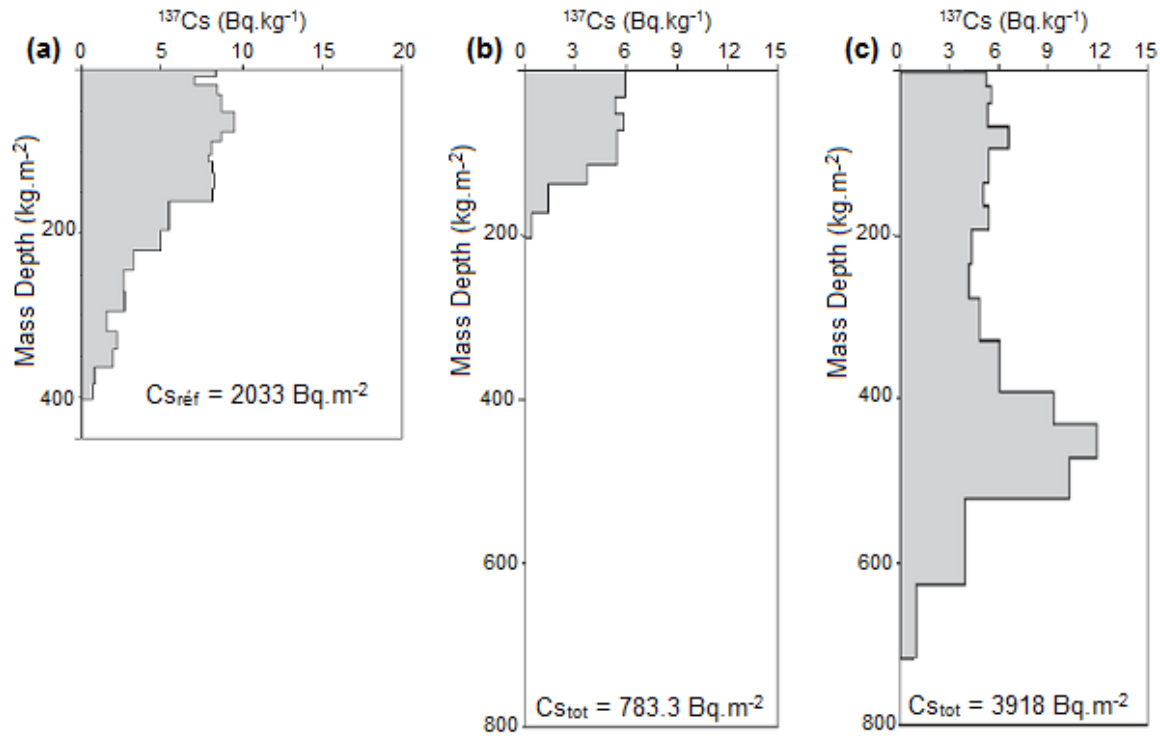 (a)
¹³⁷Cs (Bq.kg⁻¹)
0 5 10 15 20
Mass Depth (kg.m⁻²)
200
400
Csréf = 2033 Bq.m⁻²
(b)
¹³⁷Cs (Bq.kg⁻¹)
0 3 6 9 12 15
Mass Depth (kg.m⁻²)
200
400
600
800
Cstot = 783.3 Bq.m⁻²
(c)
¹³⁷Cs (Bq.kg⁻¹)
0 3 6 9 12 15
Mass Depth (kg.m⁻²)
200
400
600
800
Cstot = 3918 Bq.m⁻²